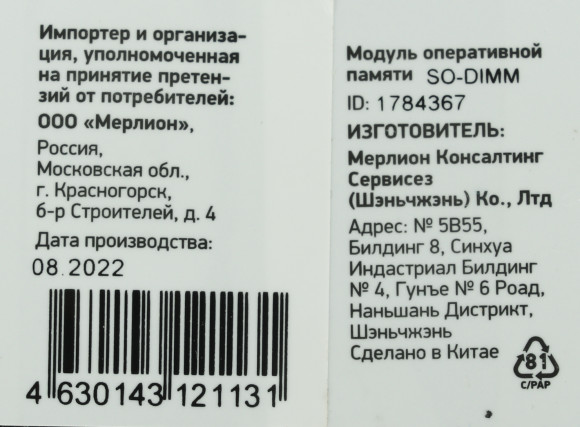 Импортер и организа-
ция, уполномоченная
на принятие претен-
зий от потребителей:
ООО «Мерлион»,
Россия,
Московская обл.,
г. Красногорск,
б-р Строителей, д. 4
Дата производства:
08.2022
4 630143 121131
Модуль оперативной
памяти SO-DIMM
ID: 1784367
ИЗГОТОВИТЕЛЬ:
Мерлион Консалтинг
Сервисез
(Шэньчжэнь) Ко., Лтд
Адрес: № 5В55,
Билдинг 8, Синхуа
Индастриал Билдинг
№ 4, Гунъе № 6 Роад,
Наньшань Дистрикт,
Шэньчжэнь
Сделано в Китае
81
C/PAP